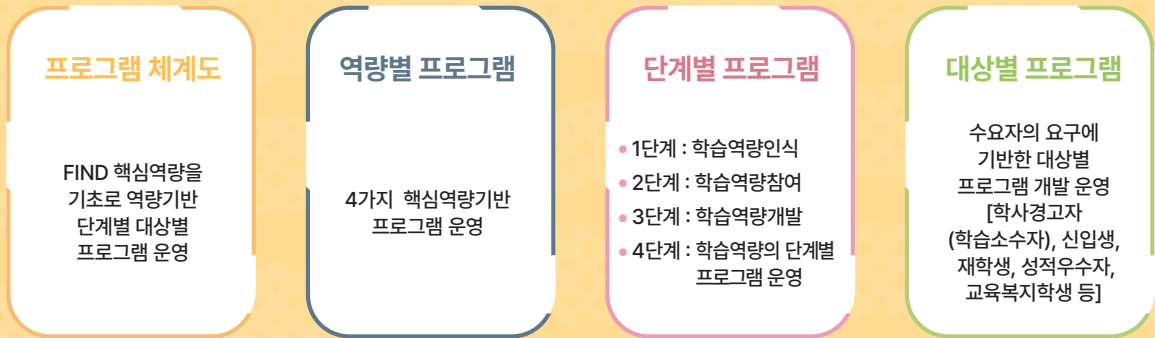 프로그램 체계도
FIND 핵심역량을
기초로 역량기반
단계별 대상별
프로그램 운영
역량별 프로그램
4가지 핵심역량기반
프로그램 운영
단계별 프로그램
• 1단계 : 학습역량인식
• 2단계 : 학습역량참여
• 3단계 : 학습역량개발
• 4단계 : 학습역량의 단계별
프로그램 운영
대상별 프로그램
수요자의 요구에
기반한 대상별
프로그램 개발 운영
[학사경고자
(학습소수자), 신입생,
재학생, 성적우수자,
교육복지학생 등]